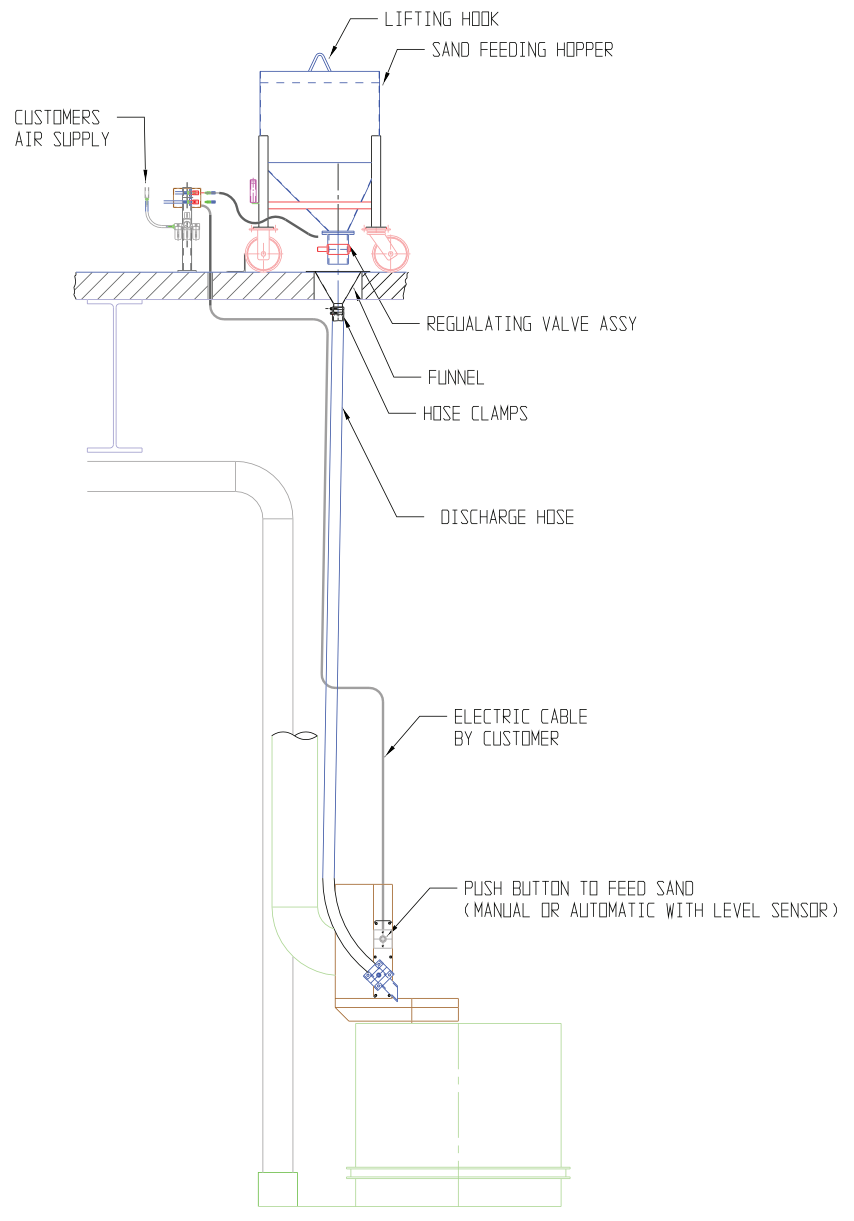 LIFTING HOOK
SAND FEEDING HOPPER
CUSTOMERS
AIR SUPPLY
REGUALATING VALVE ASSY
FUNNEL
HOSE CLAMPS
DISCHARGE HOSE
ELECTRIC CABLE
BY CUSTOMER
PUSH BUTTON TO FEED SAND
(MANUAL OR AUTOMATIC WITH LEVEL SENSOR)